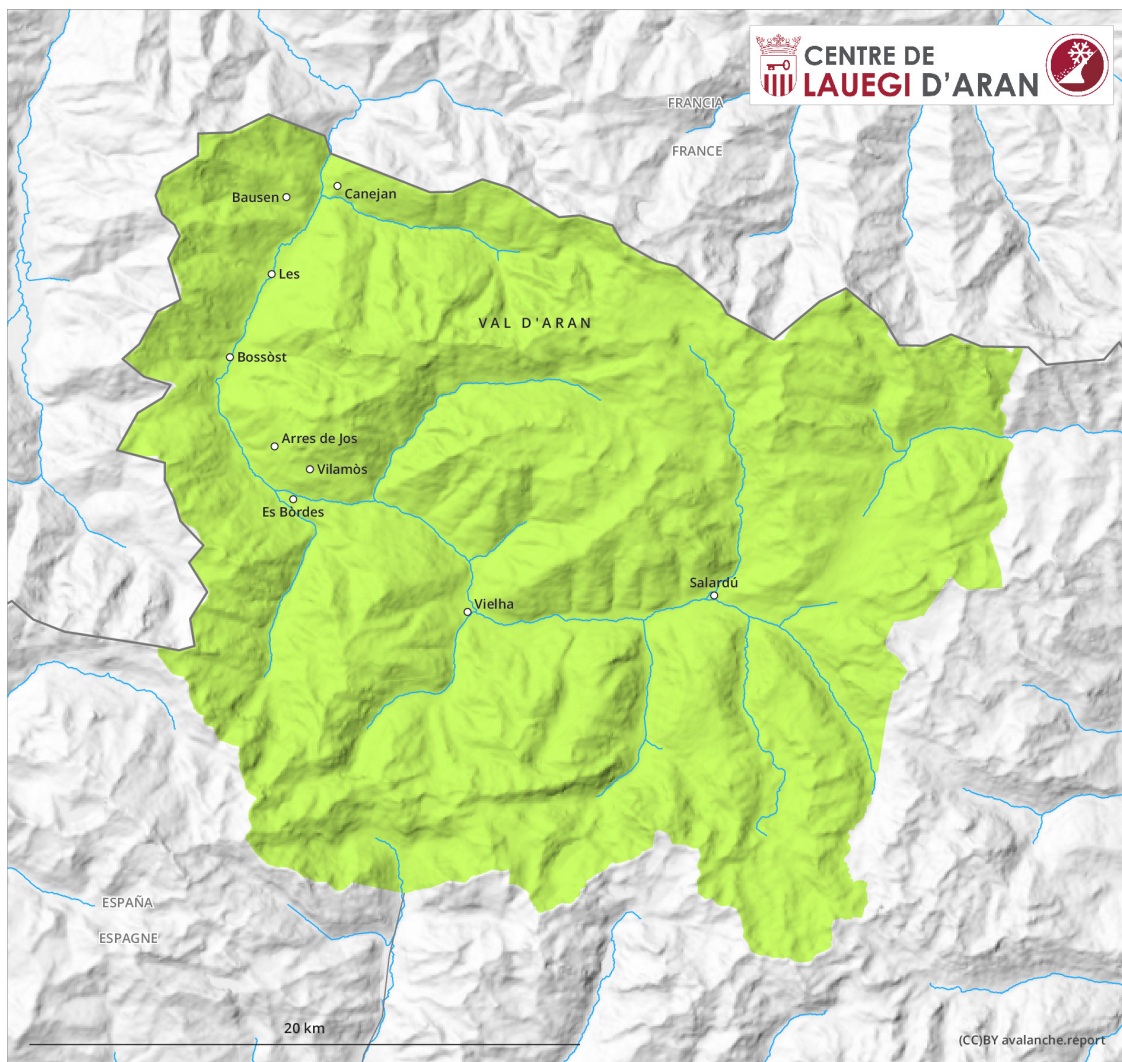 CENTRE DE
LAUEGI D'ARAN
FRANCIA
FRANCE
Bausen
Canejan
Les
VAL D'ARAN
Bossòst
Arres de Jos
Vilamòs
Es Bòrdes
Salardú
Vielha
ESPAÑA
ESPAGNE
20 km
(CC)BY avalanche.report